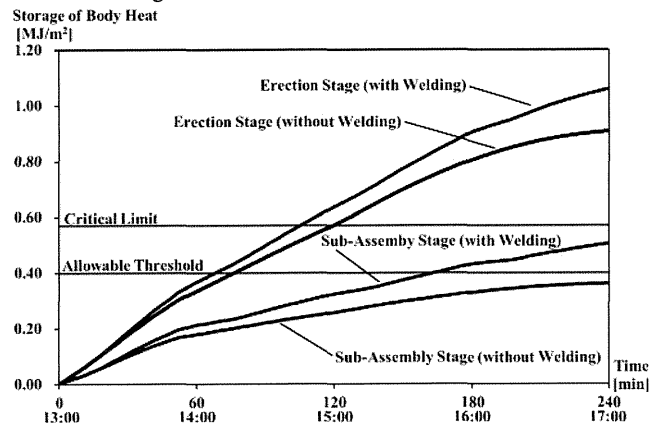 Storage of Body Heat
[MJ/m²]
1.20
1.00
0.80
0.60
0.40
0.20
0.00
Erection Stage (with Welding)
Erection Stage (without Welding)
Critical Limit
Sub-Assemby Stage (with Welding)
Allowable Threshold
Sub-Assembly Stage (without Welding)
Time
[min]
0 60 120 180 240
13:00 14:00 15:00 16:00 17:00